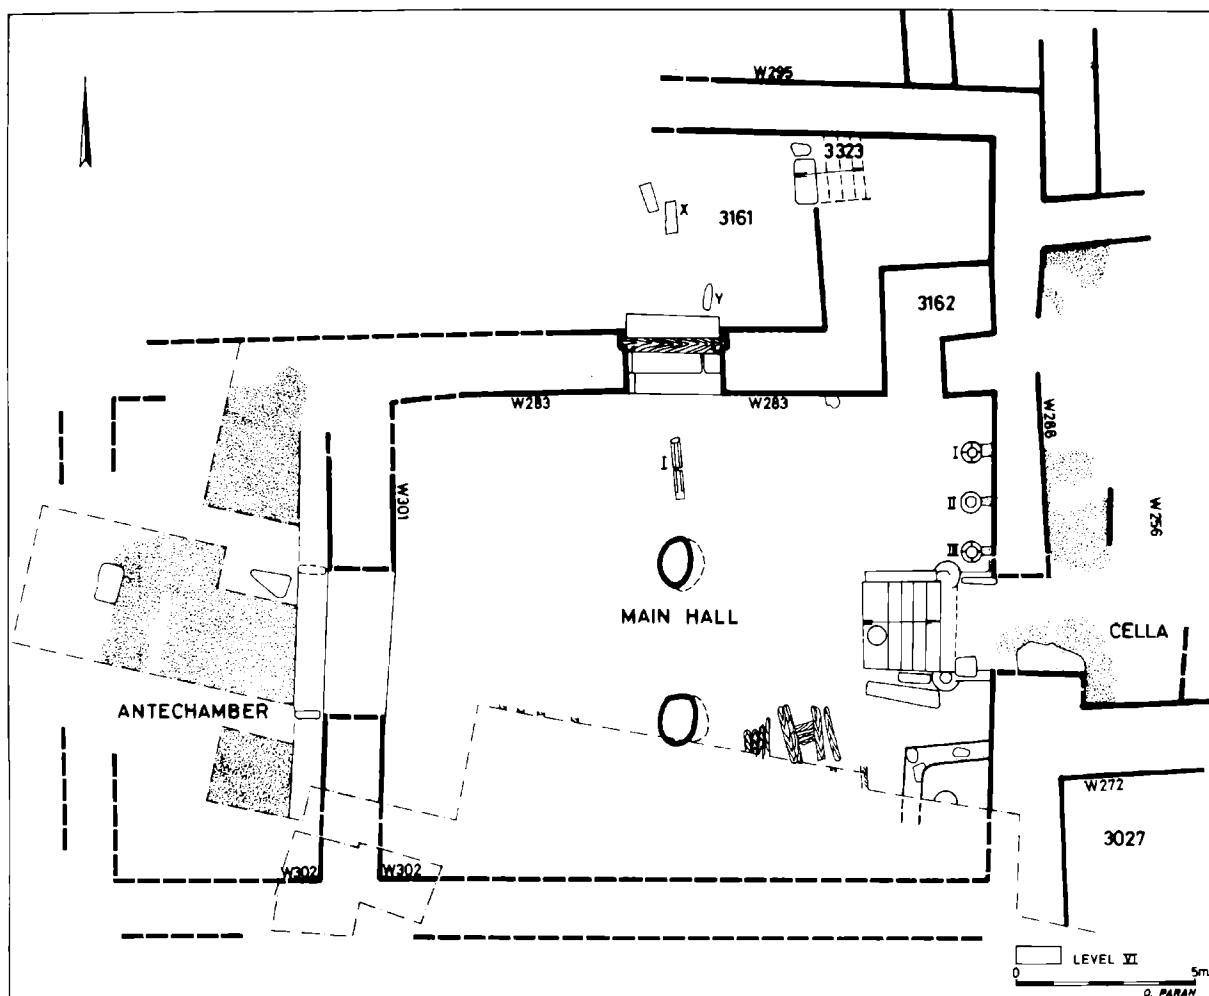 W295
3323
X
3161
Y
3162
W283
W283
W288
I
I
W301
II
W256
III
MAIN HALL
CELLA
ANTECHAMBER
W272
3027
W302
W302
LEVEL VI
0
5m
O. PARAN